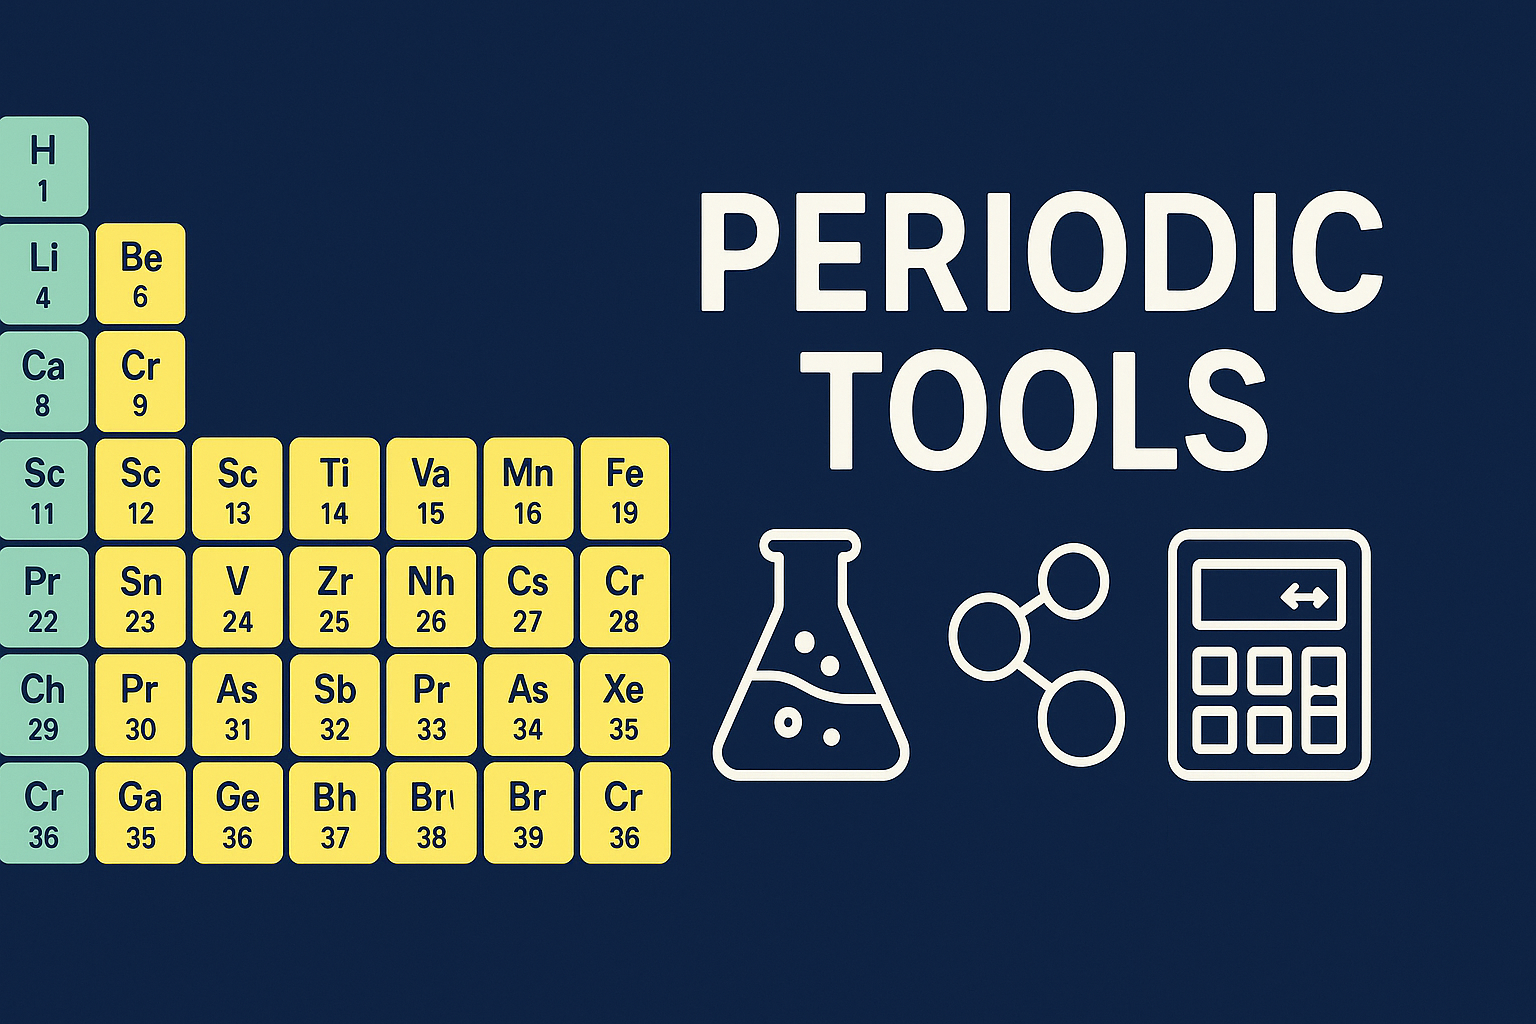 H
1
Li Be
4 6
Ca Cr
8 9
Sc Sc Sc Ti Va Mn Fe
11 12 13 14 15 16 19
Pr Sn V Zr Nh Cs Cr
22 23 24 25 26 27 28
Ch Pr As Sb Pr As Xe
29 30 31 32 33 34 35
Cr Ga Ge Bh Br Cr
36 35 36 37 38 39 36
PERIODIC
TOOLS